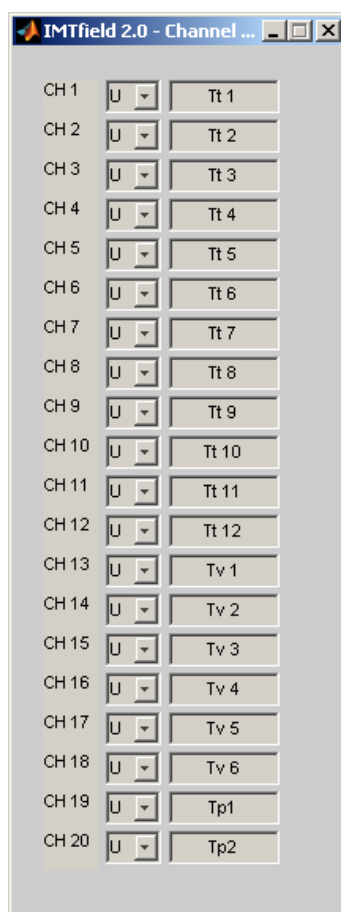 IMTfield 2.0 - Channel ...
CH 1 U Tt 1
CH 2 U Tt 2
CH 3 U Tt 3
CH 4 U Tt 4
CH 5 U Tt 5
CH 6 U Tt 6
CH 7 U Tt 7
CH 8 U Tt 8
CH 9 U Tt 9
CH 10 U Tt 10
CH 11 U Tt 11
CH 12 U Tt 12
CH 13 U Tv 1
CH 14 U Tv 2
CH 15 U Tv 3
CH 16 U Tv 4
CH 17 U Tv 5
CH 18 U Tv 6
CH 19 U Tp1
CH 20 U Tp2